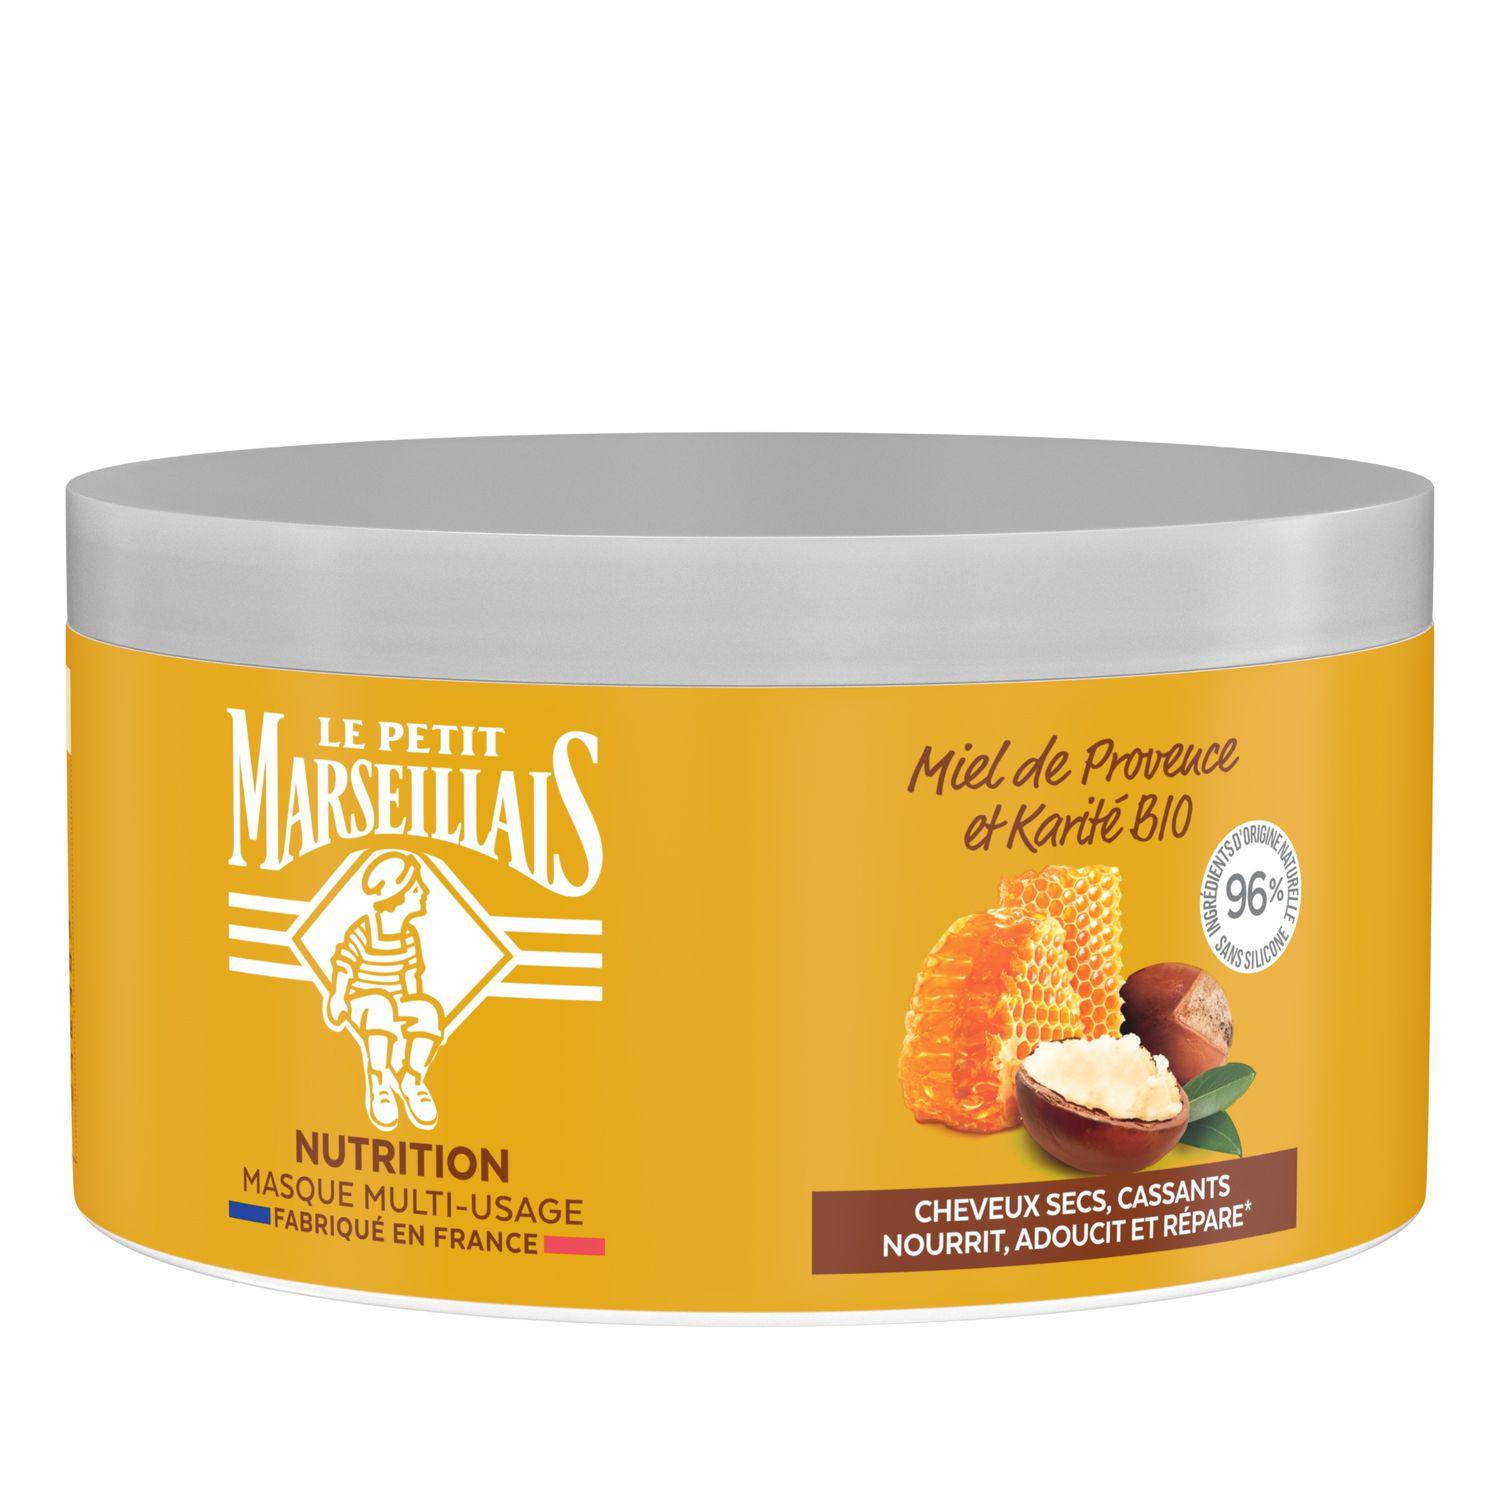 LE PETIT
MARSEILLAIS
NUTRITION
MASQUE MULTI-USAGE
FABRIQUÉ EN FRANCE
Miel de Provence
et Karité BIO
INGRÉDIENTS D'ORIGINE NATURELLE
96%
SANS SILICONE
CHEVEUX SECS, CASSANTS
NOURRIT, ADOUCIT ET RÉPARE*